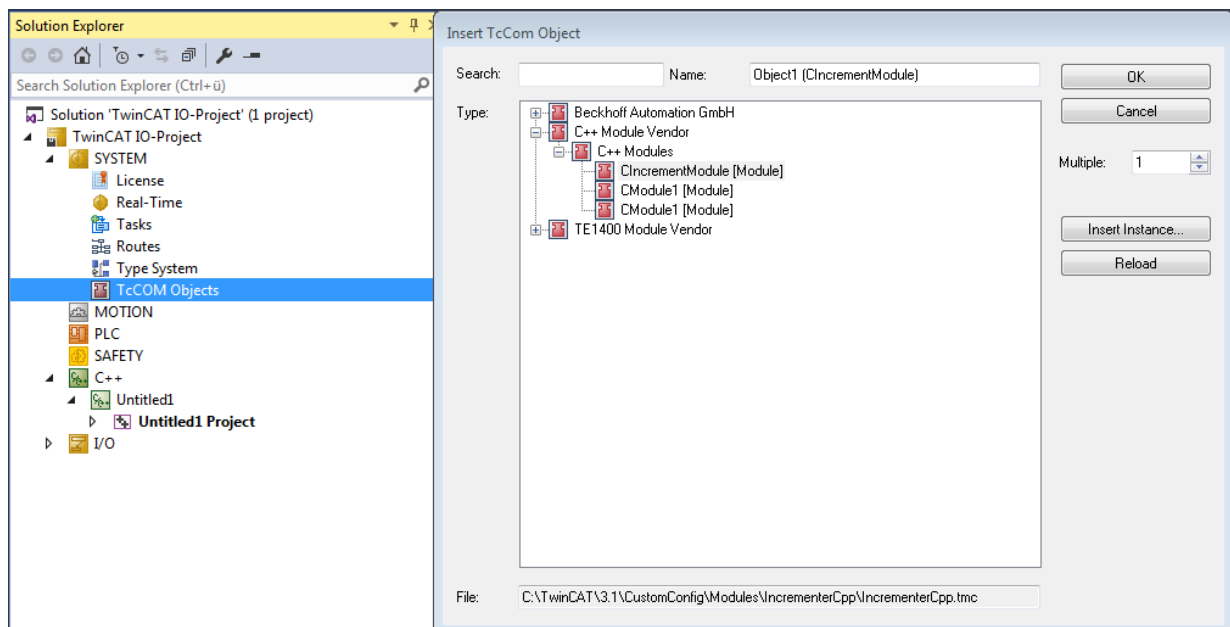 Solution Explorer
Search Solution Explorer (Ctrl+ü)
Solution 'TwinCAT IO-Project' (1 project)
TwinCAT IO-Project
SYSTEM
License
Real-Time
Tasks
Routes
Type System
TcCOM Objects
MOTION
PLC
SAFETY
C++
Untitled1
Untitled1 Project
I/O
Insert TcCom Object
Search:
Name: Object1 (CIncrementModule)
OK
Type:
Beckhoff Automation GmbH
Cancel
C++ Module Vendor
C++ Modules
Multiple: 1
CIncrementModule [Module]
CModule1 [Module]
CModule1 [Module]
TE1400 Module Vendor
Insert Instance...
Reload
File: C:\TwinCAT\3.1\CustomConfig\Modules\IncrementerCpp\IncrementerCpp.tmc